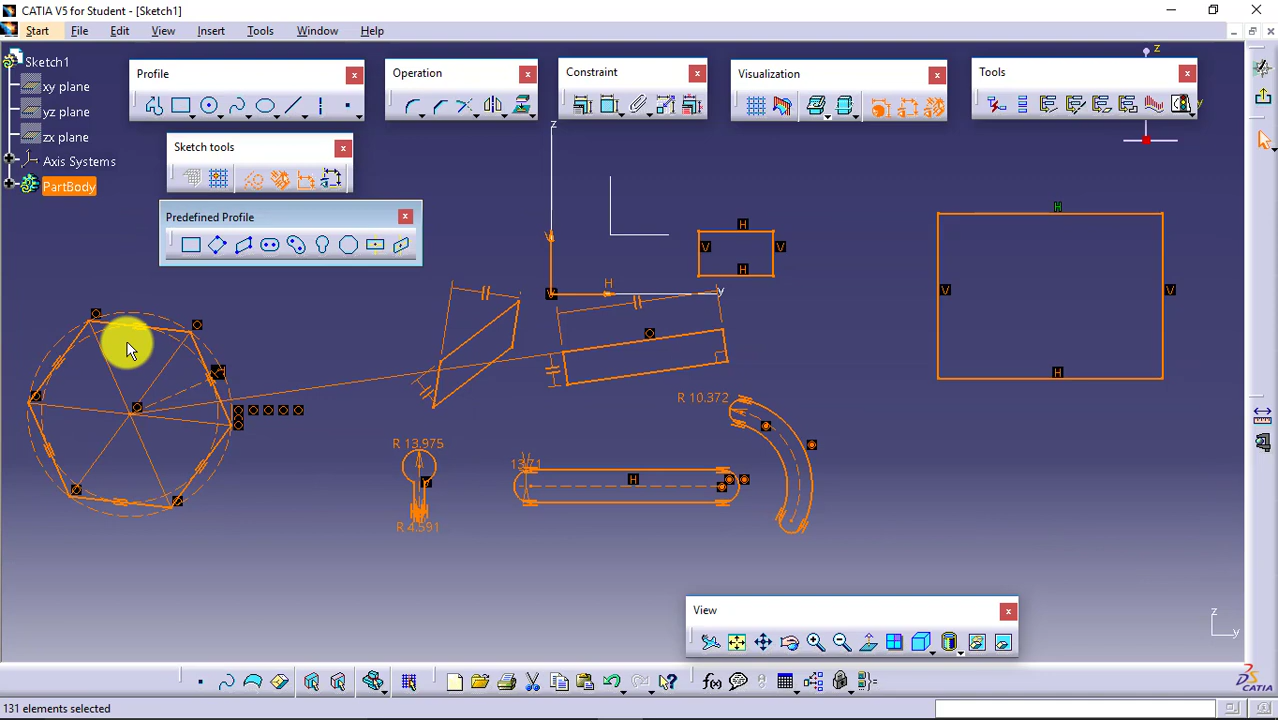 CATIA V5 for Student - [Sketch1]
Start File Edit View Insert Tools Window Help
Sketch1
xy plane
yz plane
zx plane
Axis Systems
PartBody
Profile
Operation
Constraint
Visualization
Tools
Sketch tools
Predefined Profile
z
y
z
V
H
y
H
V
V
H
H
V
V
H
R 10.372
R 13.975
R 4.591
H
View
f(x)
z
y
CATIA
131 elements selected